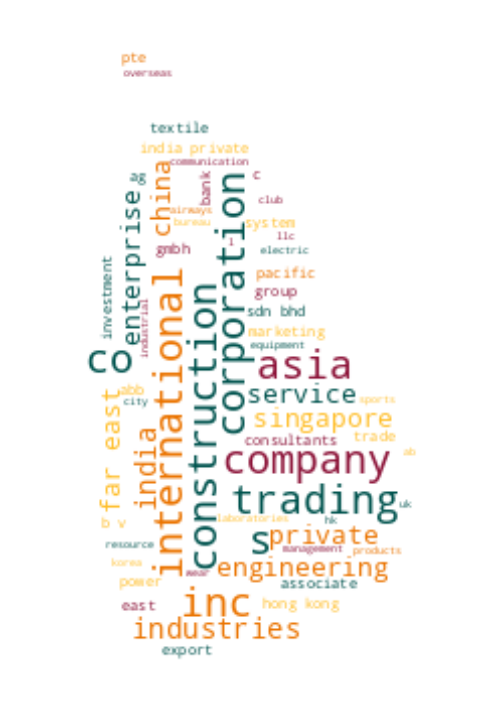 pte
overseas
textile
india private
communication
ag
bank
c
china
enterprise
corporation
club
airways
bureau
system
l
llc
gmbh
electric
investment
international
pacific
construction
group
industrial
sdn bhd
marketing
equipment
co
asia
abb
service
city
sports
far east
singapore
india
consultants
trade
company
ab
trading
uk
b v
laboratories
hk
s
private
resource
management
products
korea
wear
engineering
power
associate
inc
east
hong kong
industries
export